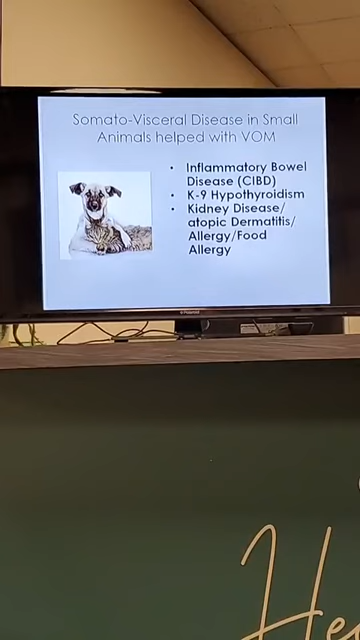 Somato-Visceral Disease in Small
Animals helped with VOM
• Inflammatory Bowel
Disease (CIBD)
• K-9 Hypothyroidism
• Kidney Disease/
atopic Dermatitis/
Allergy/Food
Allergy
He